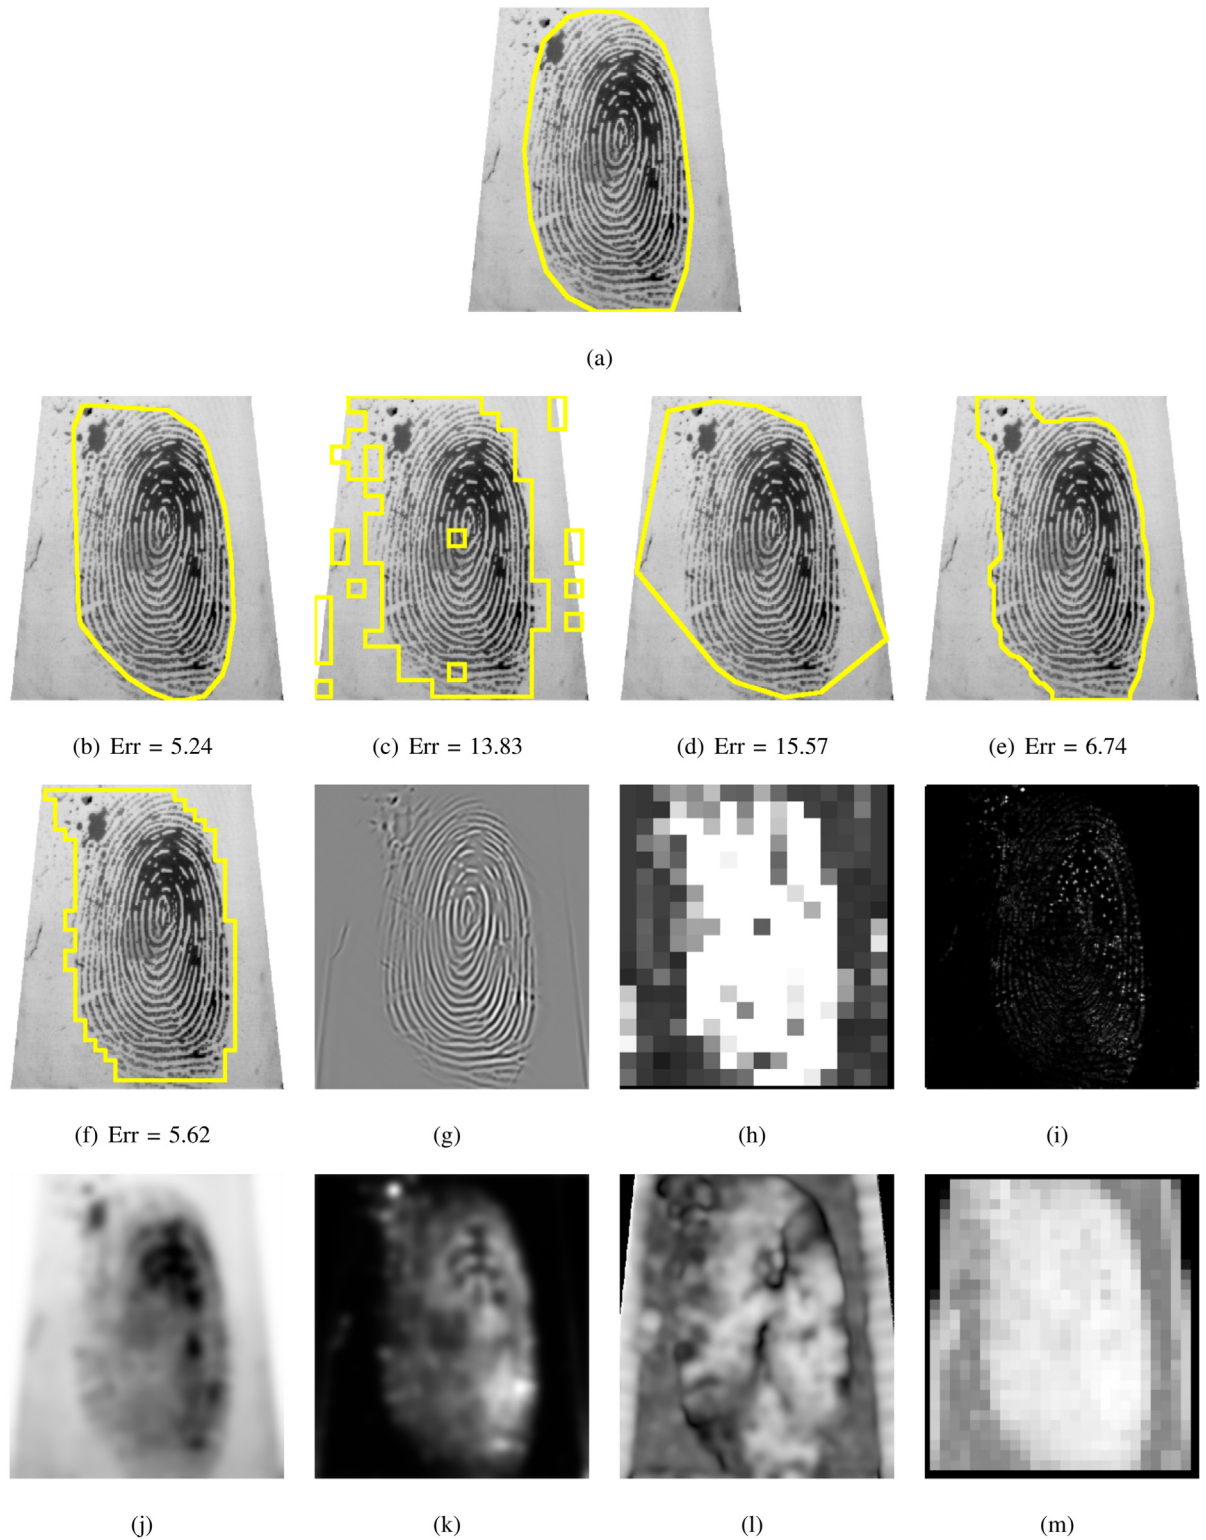 (a)
(b) Err = 5.24 (c) Err = 13.83 (d) Err = 15.57 (e) Err = 6.74
(f) Err = 5.62 (g) (h) (i)
(j) (k) (l) (m)